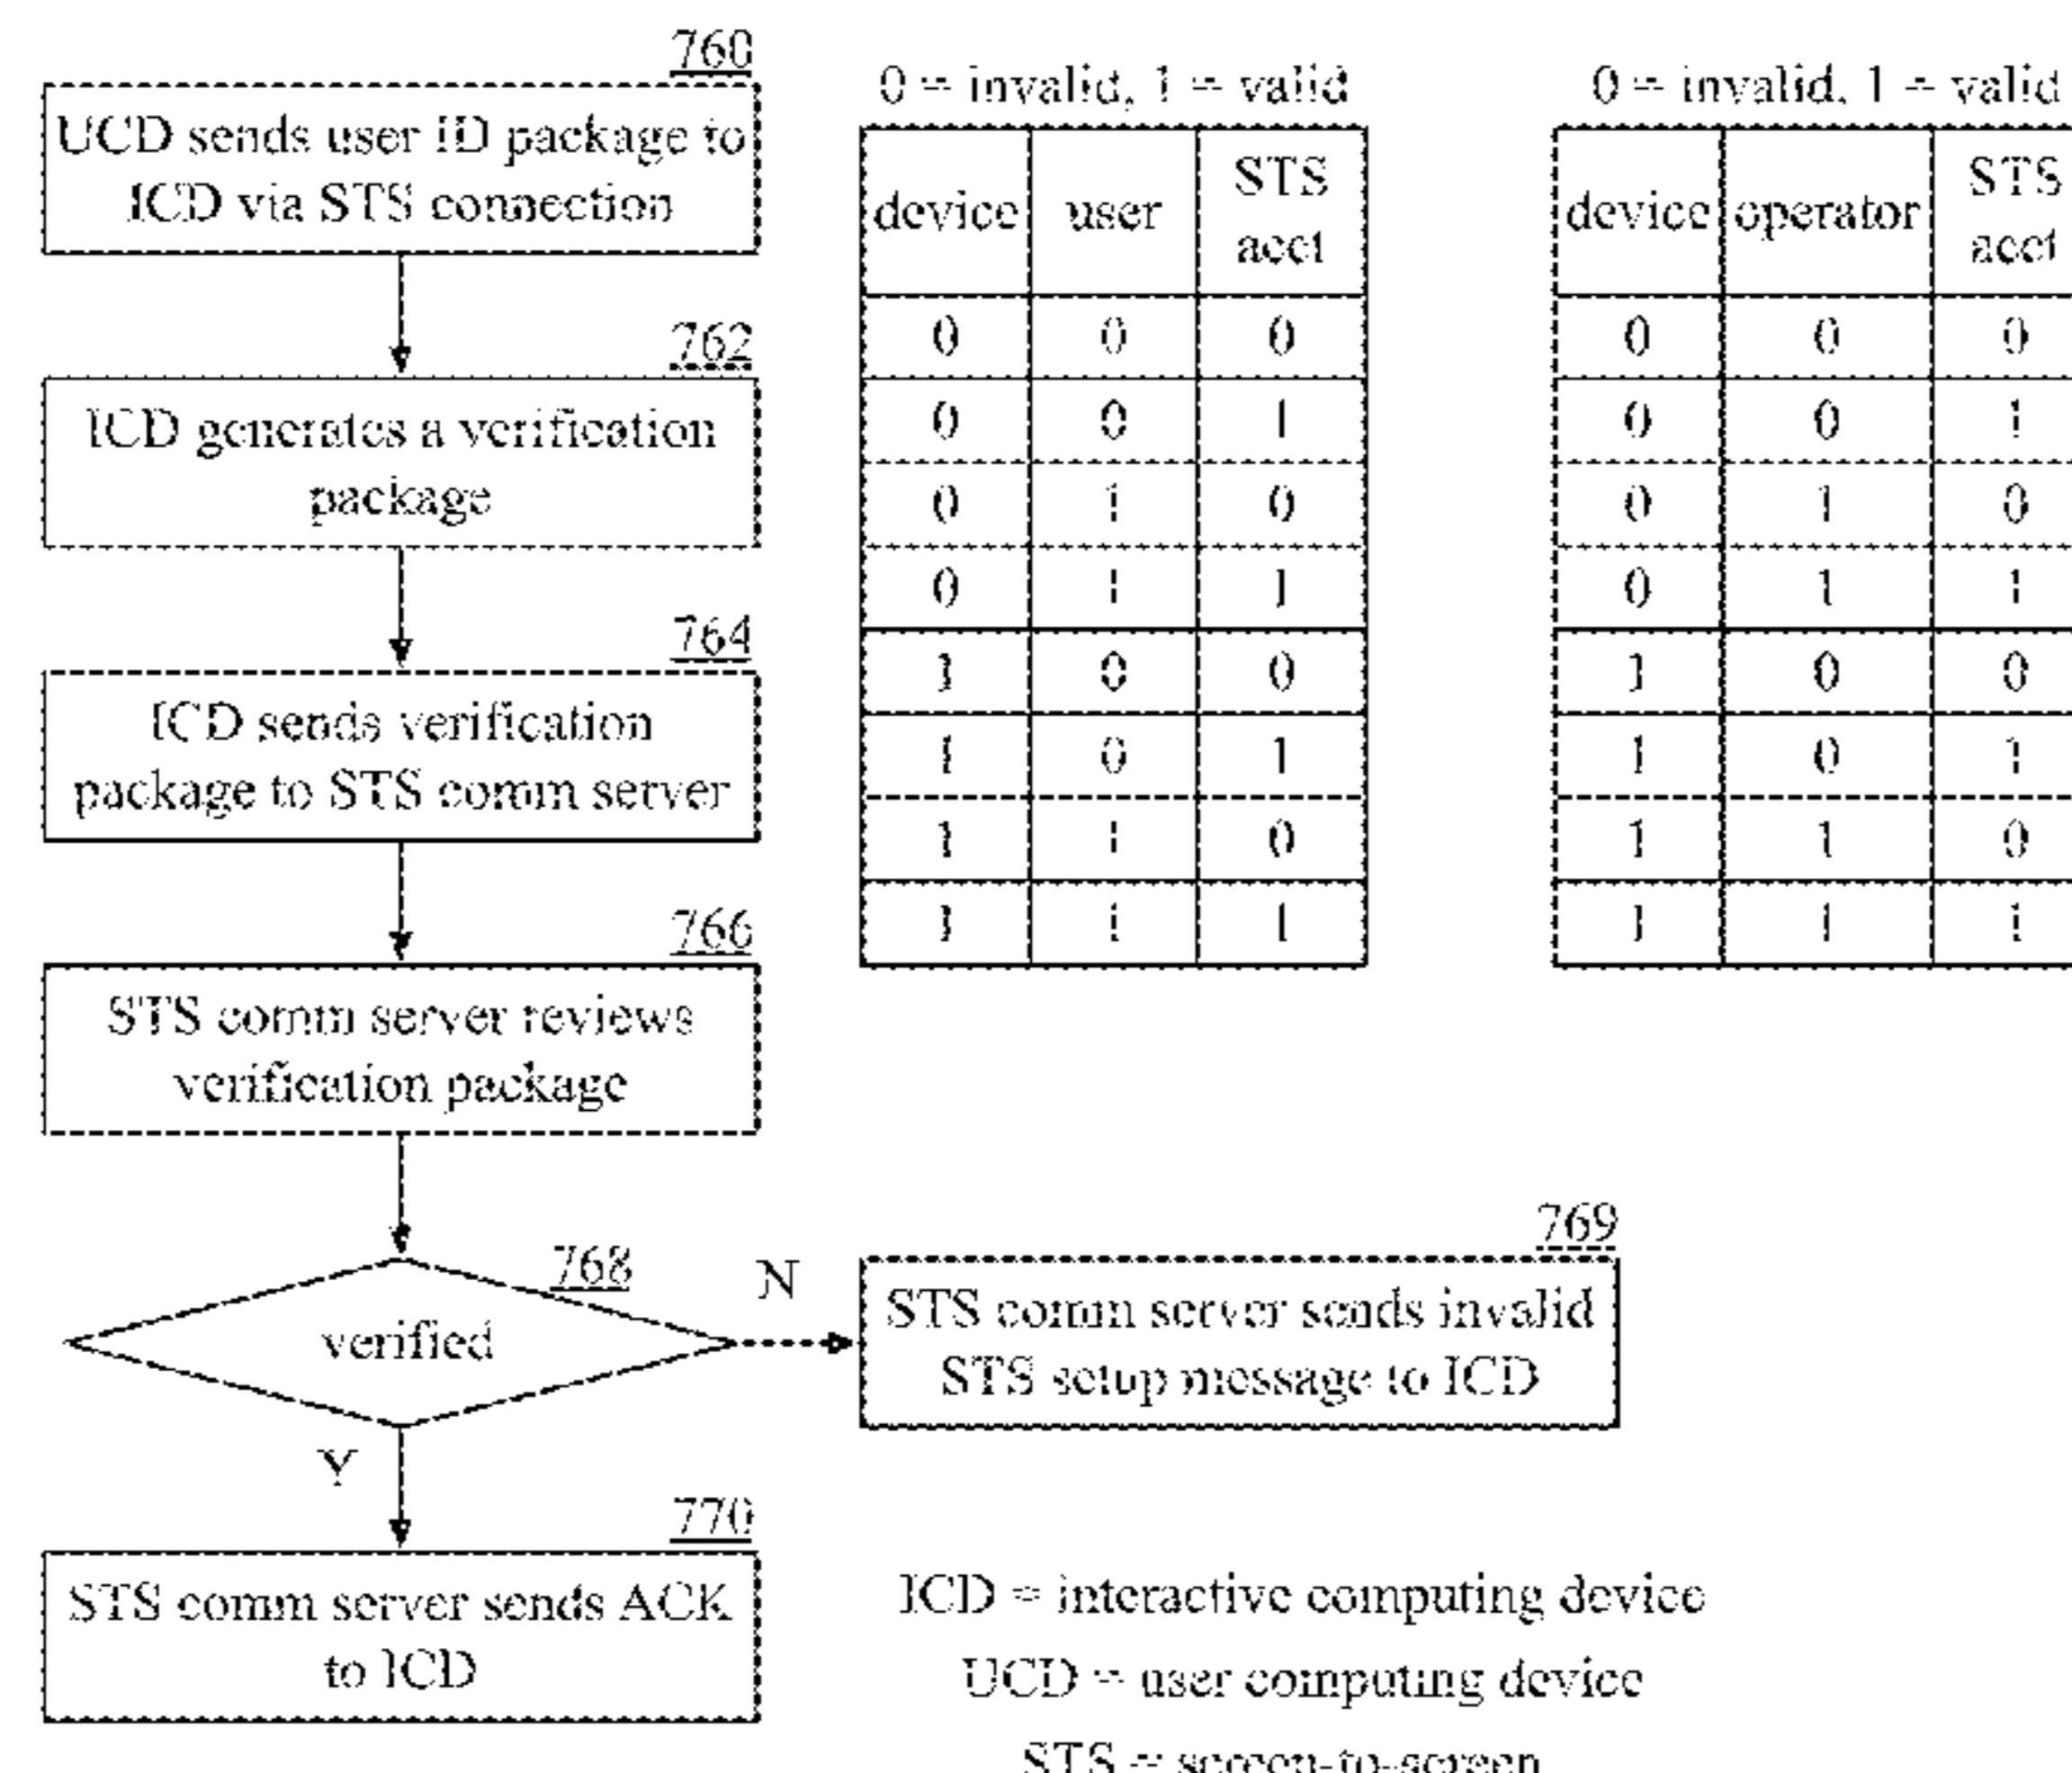 760
UCD sends user ID package to
ICD via STS connection
762
ICD generates a verification
package
764
ICD sends verification
package to STS comm server
766
STS comm server reviews
verification package
768
verified
N
Y
769
STS comm server sends invalid
STS setup message to ICD
770
STS comm server sends ACK
to ICD
0 = invalid, 1 = valid
device user STS acct
0 0 0
0 0 1
0 1 0
0 1 1
1 0 0
1 0 1
1 1 0
1 1 1
0 = invalid, 1 = valid
device operator STS acct
0 0 0
0 0 1
0 1 0
0 1 1
1 0 0
1 0 1
1 1 0
1 1 1
ICD = interactive computing device
UCD = user computing device
STS = screen-to-screen